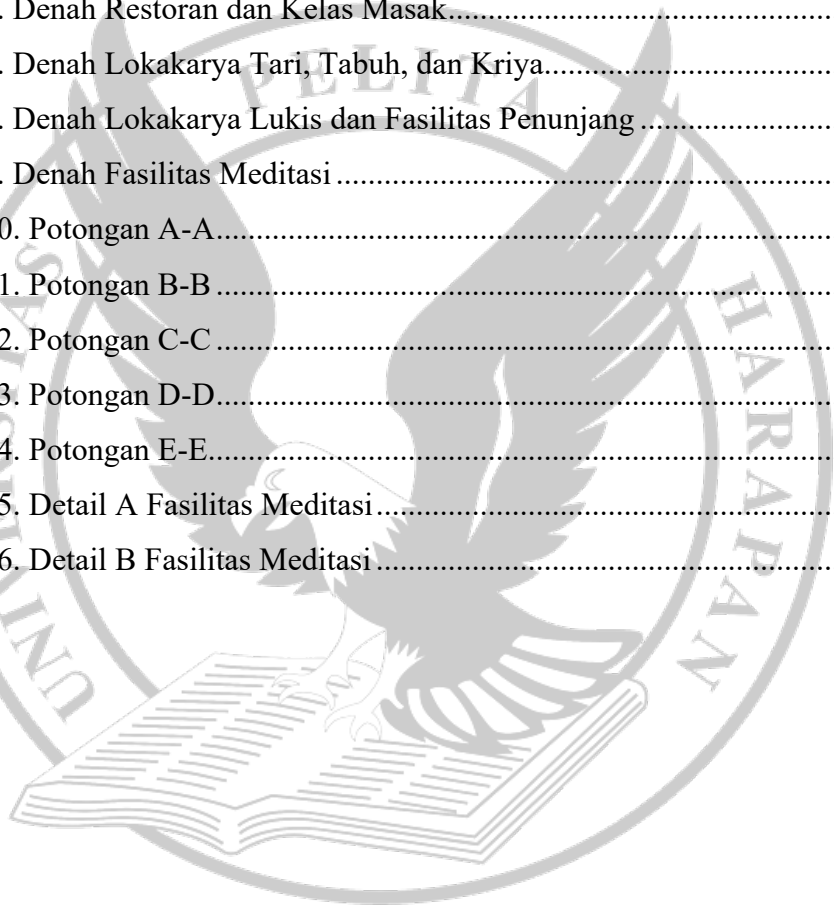 . Denah Restoran dan Kelas Masak
. Denah Lokakarya Tari, Tabuh, dan Kriya
. Denah Lokakarya Lukis dan Fasilitas Penunjang
. Denah Fasilitas Meditasi
0. Potongan A-A
1. Potongan B-B
2. Potongan C-C
3. Potongan D-D
4. Potongan E-E
5. Detail A Fasilitas Meditasi
6. Detail B Fasilitas Meditasi
UNIVERSITAS PELITA HARAPAN